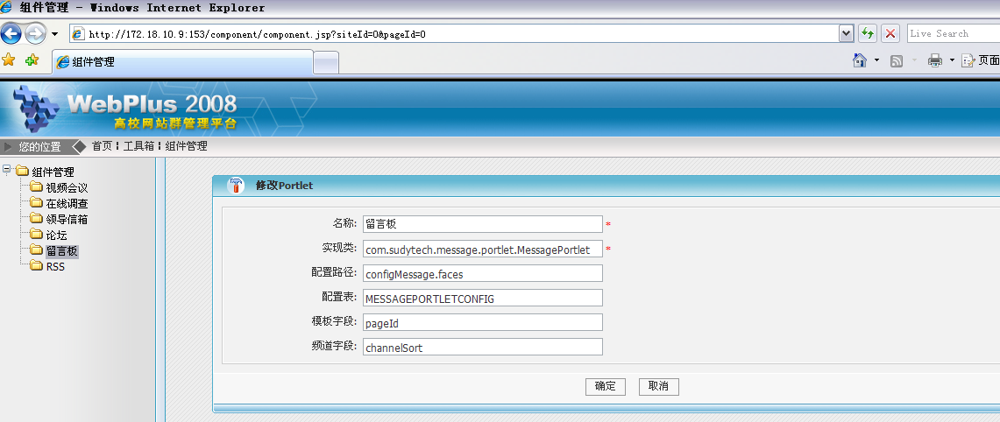 组件管理 - Windows Internet Explorer
http://172.18.10.9:153/component/component.jsp?siteId=0&pageId=0
Live Search
组件管理
页面
WebPlus 2008
高校网站群管理平台
您的位置 首页 工具箱 组件管理
组件管理
视频会议
在线调查
领导信箱
论坛
留言板
RSS
修改Portlet
名称: 留言板 *
实现类: com.sudytech.message.portlet.MessagePortlet *
配置路径: configMessage.faces
配置表: MESSAGEPORTLETCONFIG
模板字段: pageId
频道字段: channelSort
确定 取消